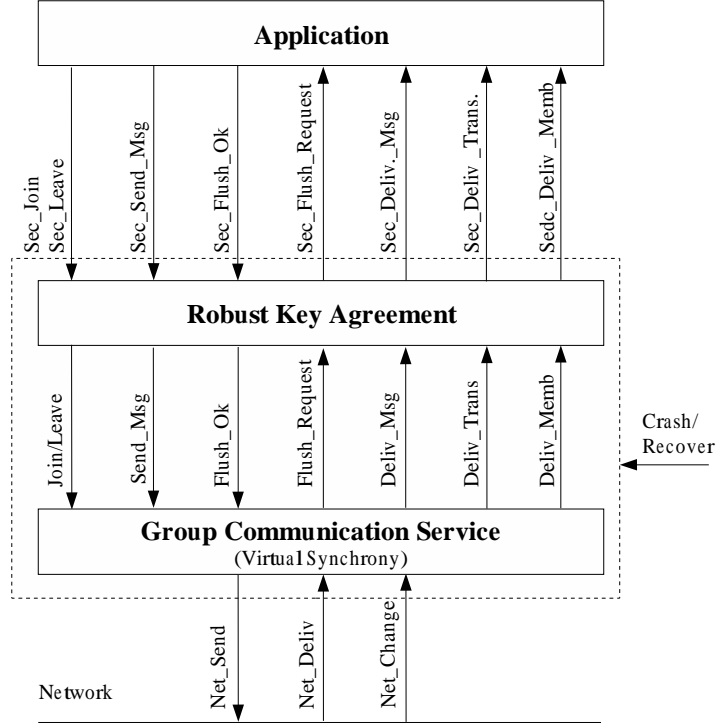 Application
Sec_Join
Sec_Leave
Sec_Send_Msg
Sec_Flush_Ok
Sec_Flush_Request
Sec_Deliv._Msg
Sec_Deliv _Trans.
Sedc_Deliv _Memb
Robust Key Agreement
Join/Leave
Send_Msg
Flush_Ok
Flush_Request
Deliv_Msg
Deliv_Trans
Deliv_Memb
Crash/
Recover
Group Communication Service
(Virtual Synchrony)
Net_Send
Net_Deliv
Net_Change
Network